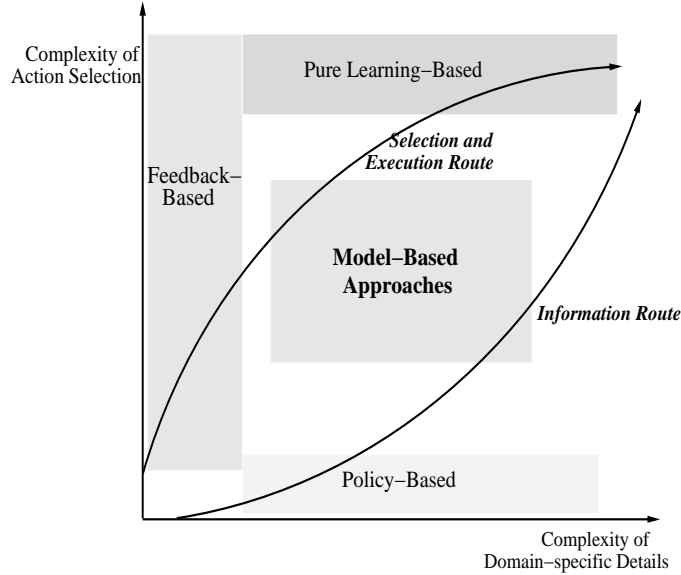 Complexity of
Action Selection
Pure Learning−Based
Selection and
Execution Route
Feedback−
Based
Model−Based
Approaches
Information Route
Policy−Based
Complexity of
Domain−specific Details